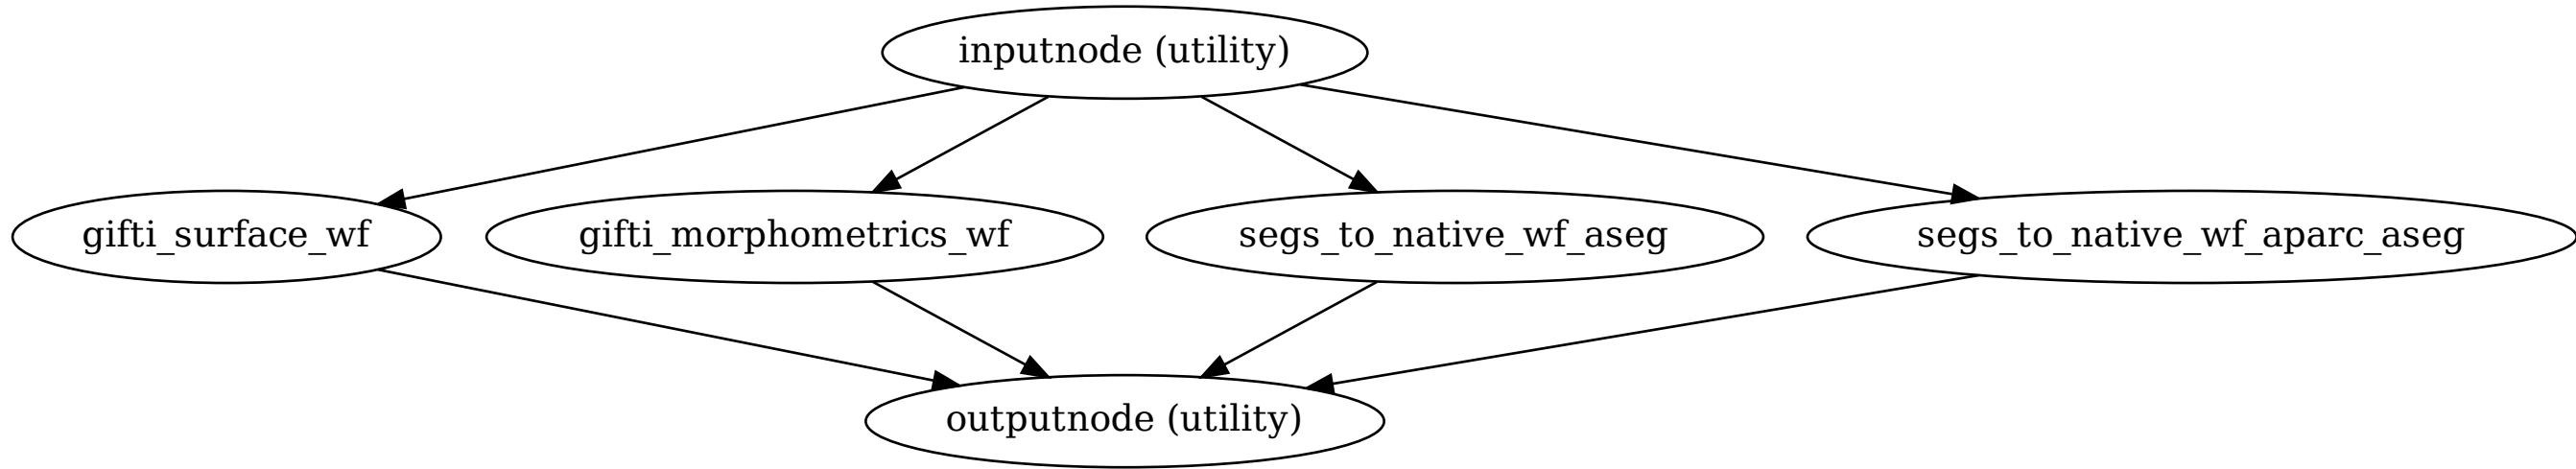 inputnode (utility)
gifti_surface_wf
gifti_morphometrics_wf
segs_to_native_wf_aseg
segs_to_native_wf_aparc_aseg
outputnode (utility)